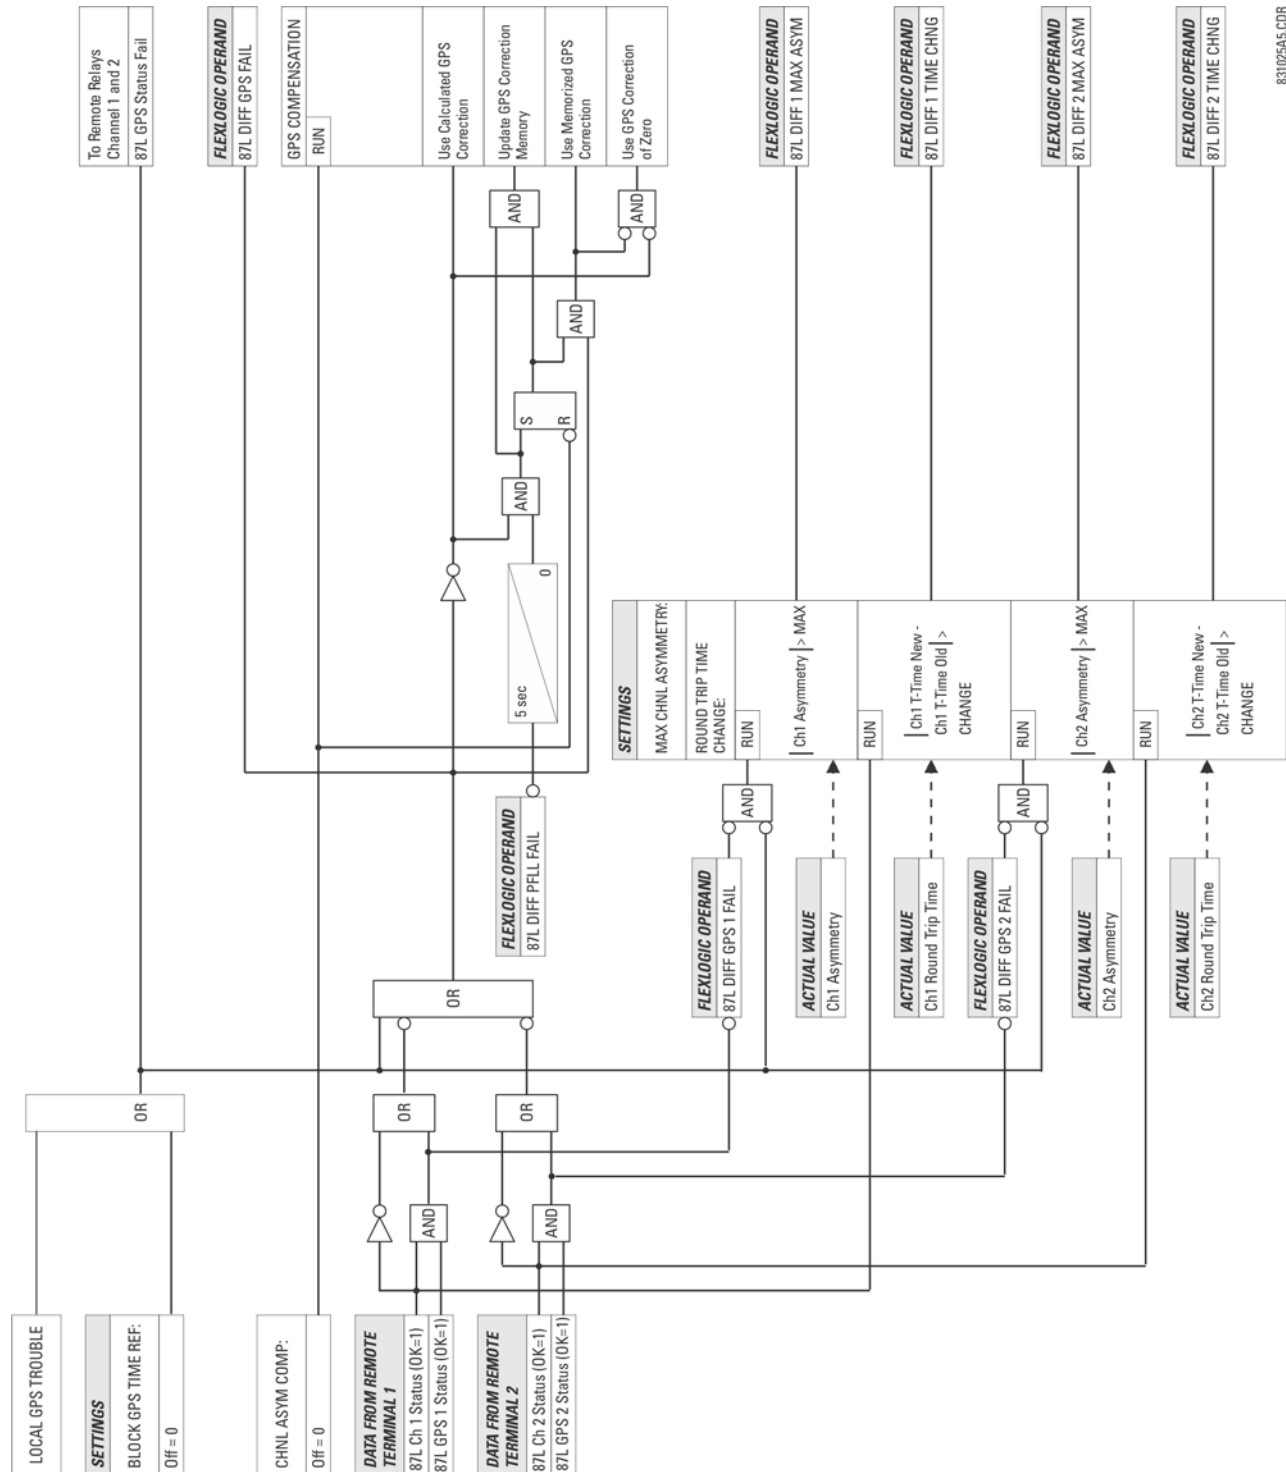 LOCAL GPS TROUBLE
SETTINGS
BLOCK GPS TIME REF:
Off = 0
CHNL ASYM COMP:
Off = 0
DATA FROM REMOTE
TERMINAL 1
87L Ch 1 Status (OK=1)
87L GPS 1 Status (OK=1)
DATA FROM REMOTE
TERMINAL 2
87L Ch 2 Status (OK=1)
87L GPS 2 Status (OK=1)
OR
OR
AND
OR
AND
OR
FLEXLOGIC OPERAND
87L DIFF PFLL FAIL
5 sec
0
AND
S
R
AND
AND
AND
To Remote Relays
Channel 1 and 2
87L GPS Status Fail
FLEXLOGIC OPERAND
87L DIFF GPS FAIL
GPS COMPENSATION
RUN
Use Calculated GPS
Correction
Update GPS Correction
Memory
Use Memorized GPS
Correction
Use GPS Correction
of Zero
FLEXLOGIC OPERAND
87L DIFF GPS 1 FAIL
ACTUAL VALUE
Ch1 Asymmetry
ACTUAL VALUE
Ch1 Round Trip Time
FLEXLOGIC OPERAND
87L DIFF GPS 2 FAIL
ACTUAL VALUE
Ch2 Asymmetry
ACTUAL VALUE
Ch2 Round Trip Time
AND
AND
SETTINGS
MAX CHNL ASYMMETRY:
ROUND TRIP TIME
CHANGE:
RUN
| Ch1 Asymmetry | > MAX
RUN
| Ch1 T-Time New -
Ch1 T-Time Old | >
CHANGE
RUN
| Ch2 Asymmetry | > MAX
RUN
| Ch2 T-Time New -
Ch2 T-Time Old | >
CHANGE
FLEXLOGIC OPERAND
87L DIFF 1 MAX ASYM
FLEXLOGIC OPERAND
87L DIFF 1 TIME CHNG
FLEXLOGIC OPERAND
87L DIFF 2 MAX ASYM
FLEXLOGIC OPERAND
87L DIFF 2 TIME CHNG
831025A5.CDR